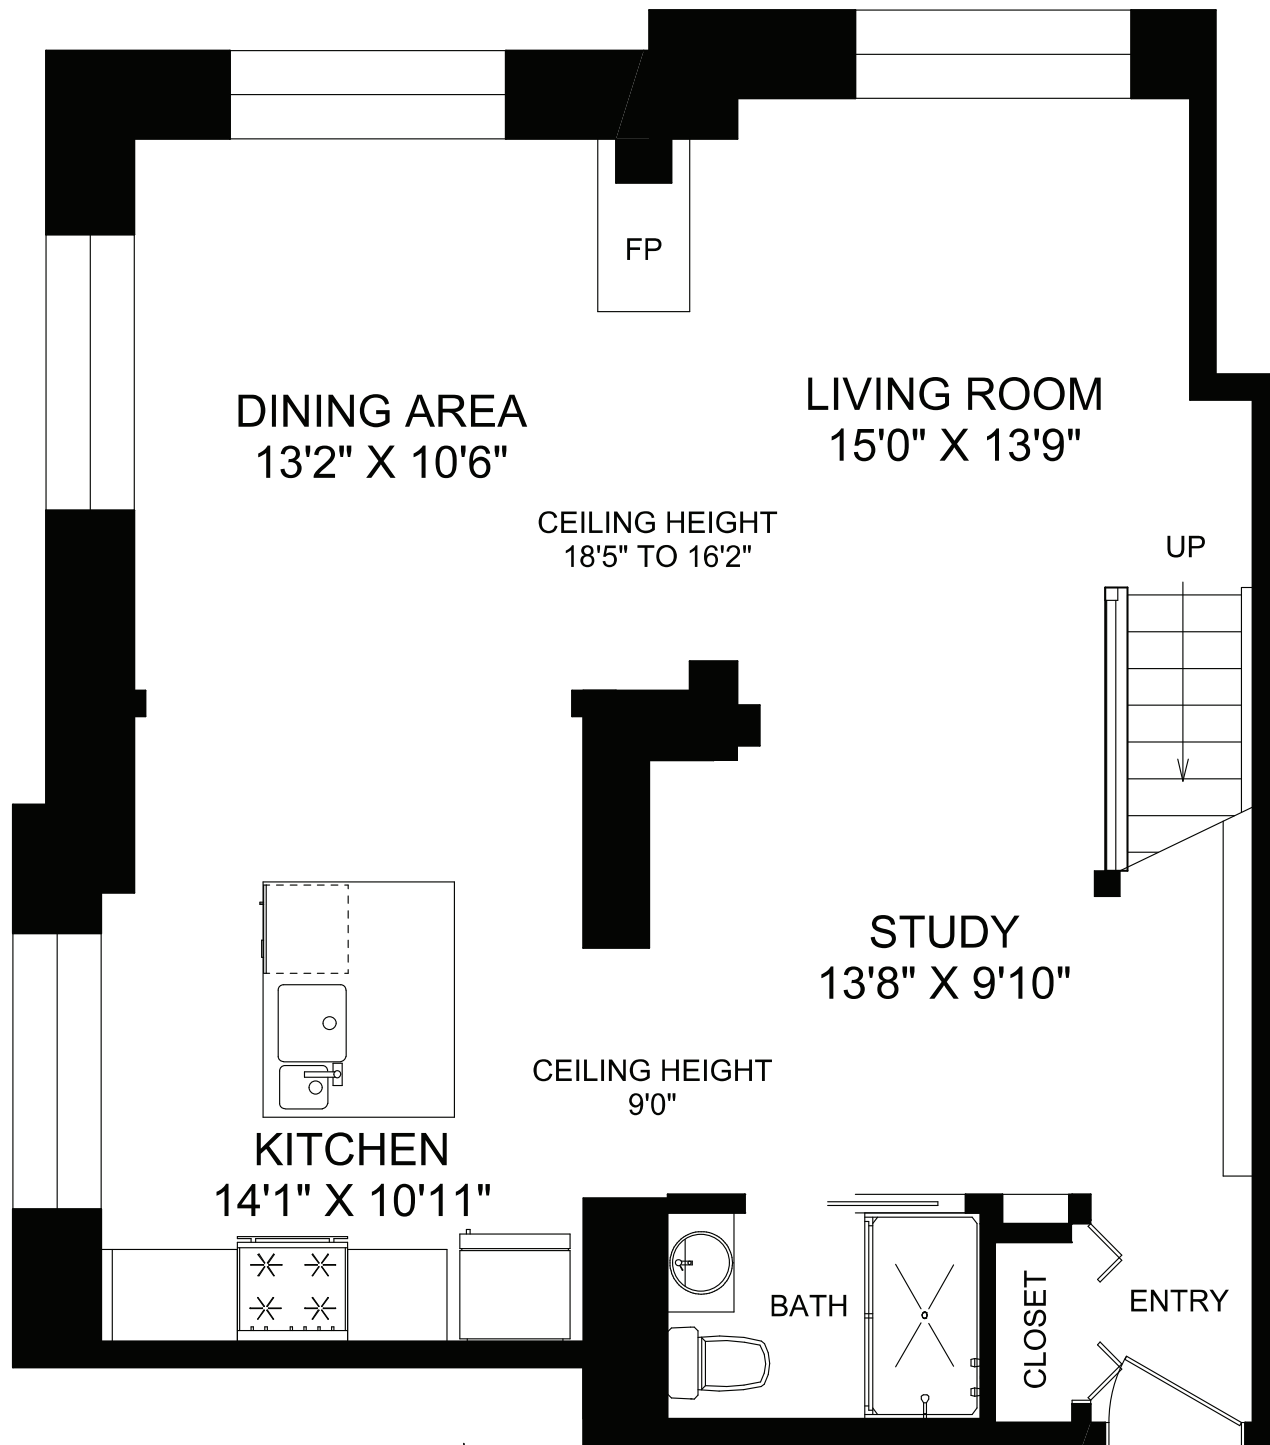 FP
DINING AREA
13'2" X 10'6"
LIVING ROOM
15'0" X 13'9"
CEILING HEIGHT
18'5" TO 16'2"
UP
STUDY
13'8" X 9'10"
CEILING HEIGHT
9'0"
KITCHEN
14'1" X 10'11"
BATH
CLOSET
ENTRY